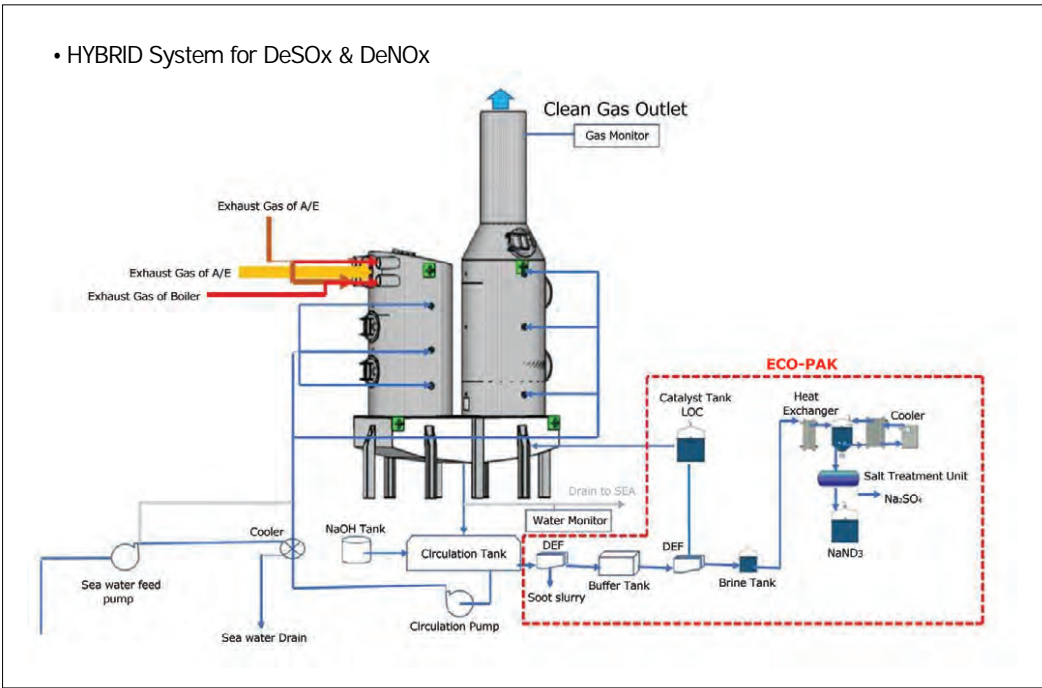 • HYBRID System for DeSOx & DeNOx
Clean Gas Outlet
Gas Monitor
Exhaust Gas of A/E
Exhaust Gas of A/E
Exhaust Gas of Boiler
ECO-PAK
Catalyst Tank
LOC
Heat
Exchanger
Cooler
Salt Treatment Unit
Na₂SO₄
NaND₃
Drain to SEA
Water Monitor
NaOH Tank
Cooler
Circulation Tank
DEF
DEF
Buffer Tank
Brine Tank
Soot slurry
Sea water feed
pump
Circulation Pump
Sea water Drain